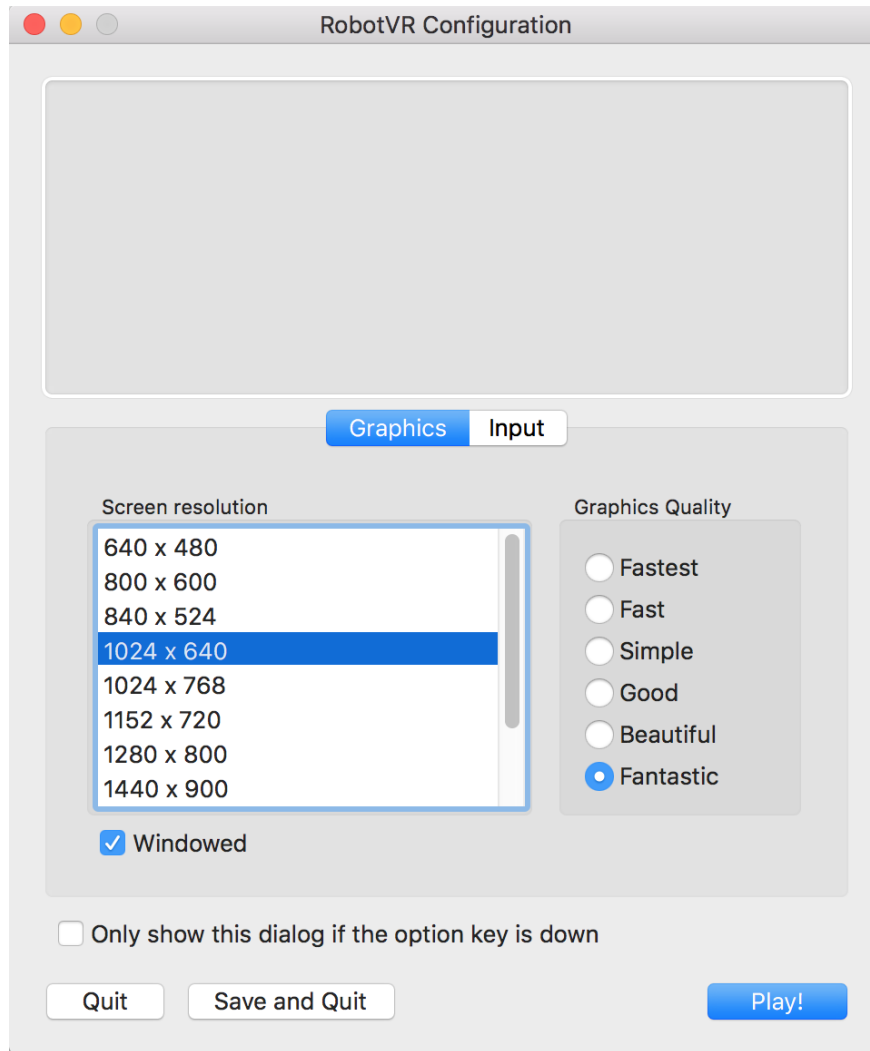 RobotVR Configuration
Graphics Input
Screen resolution
640 x 480
800 x 600
840 x 524
1024 x 640
1024 x 768
1152 x 720
1280 x 800
1440 x 900
Windowed
Graphics Quality
Fastest
Fast
Simple
Good
Beautiful
Fantastic
Only show this dialog if the option key is down
Quit Save and Quit Play!